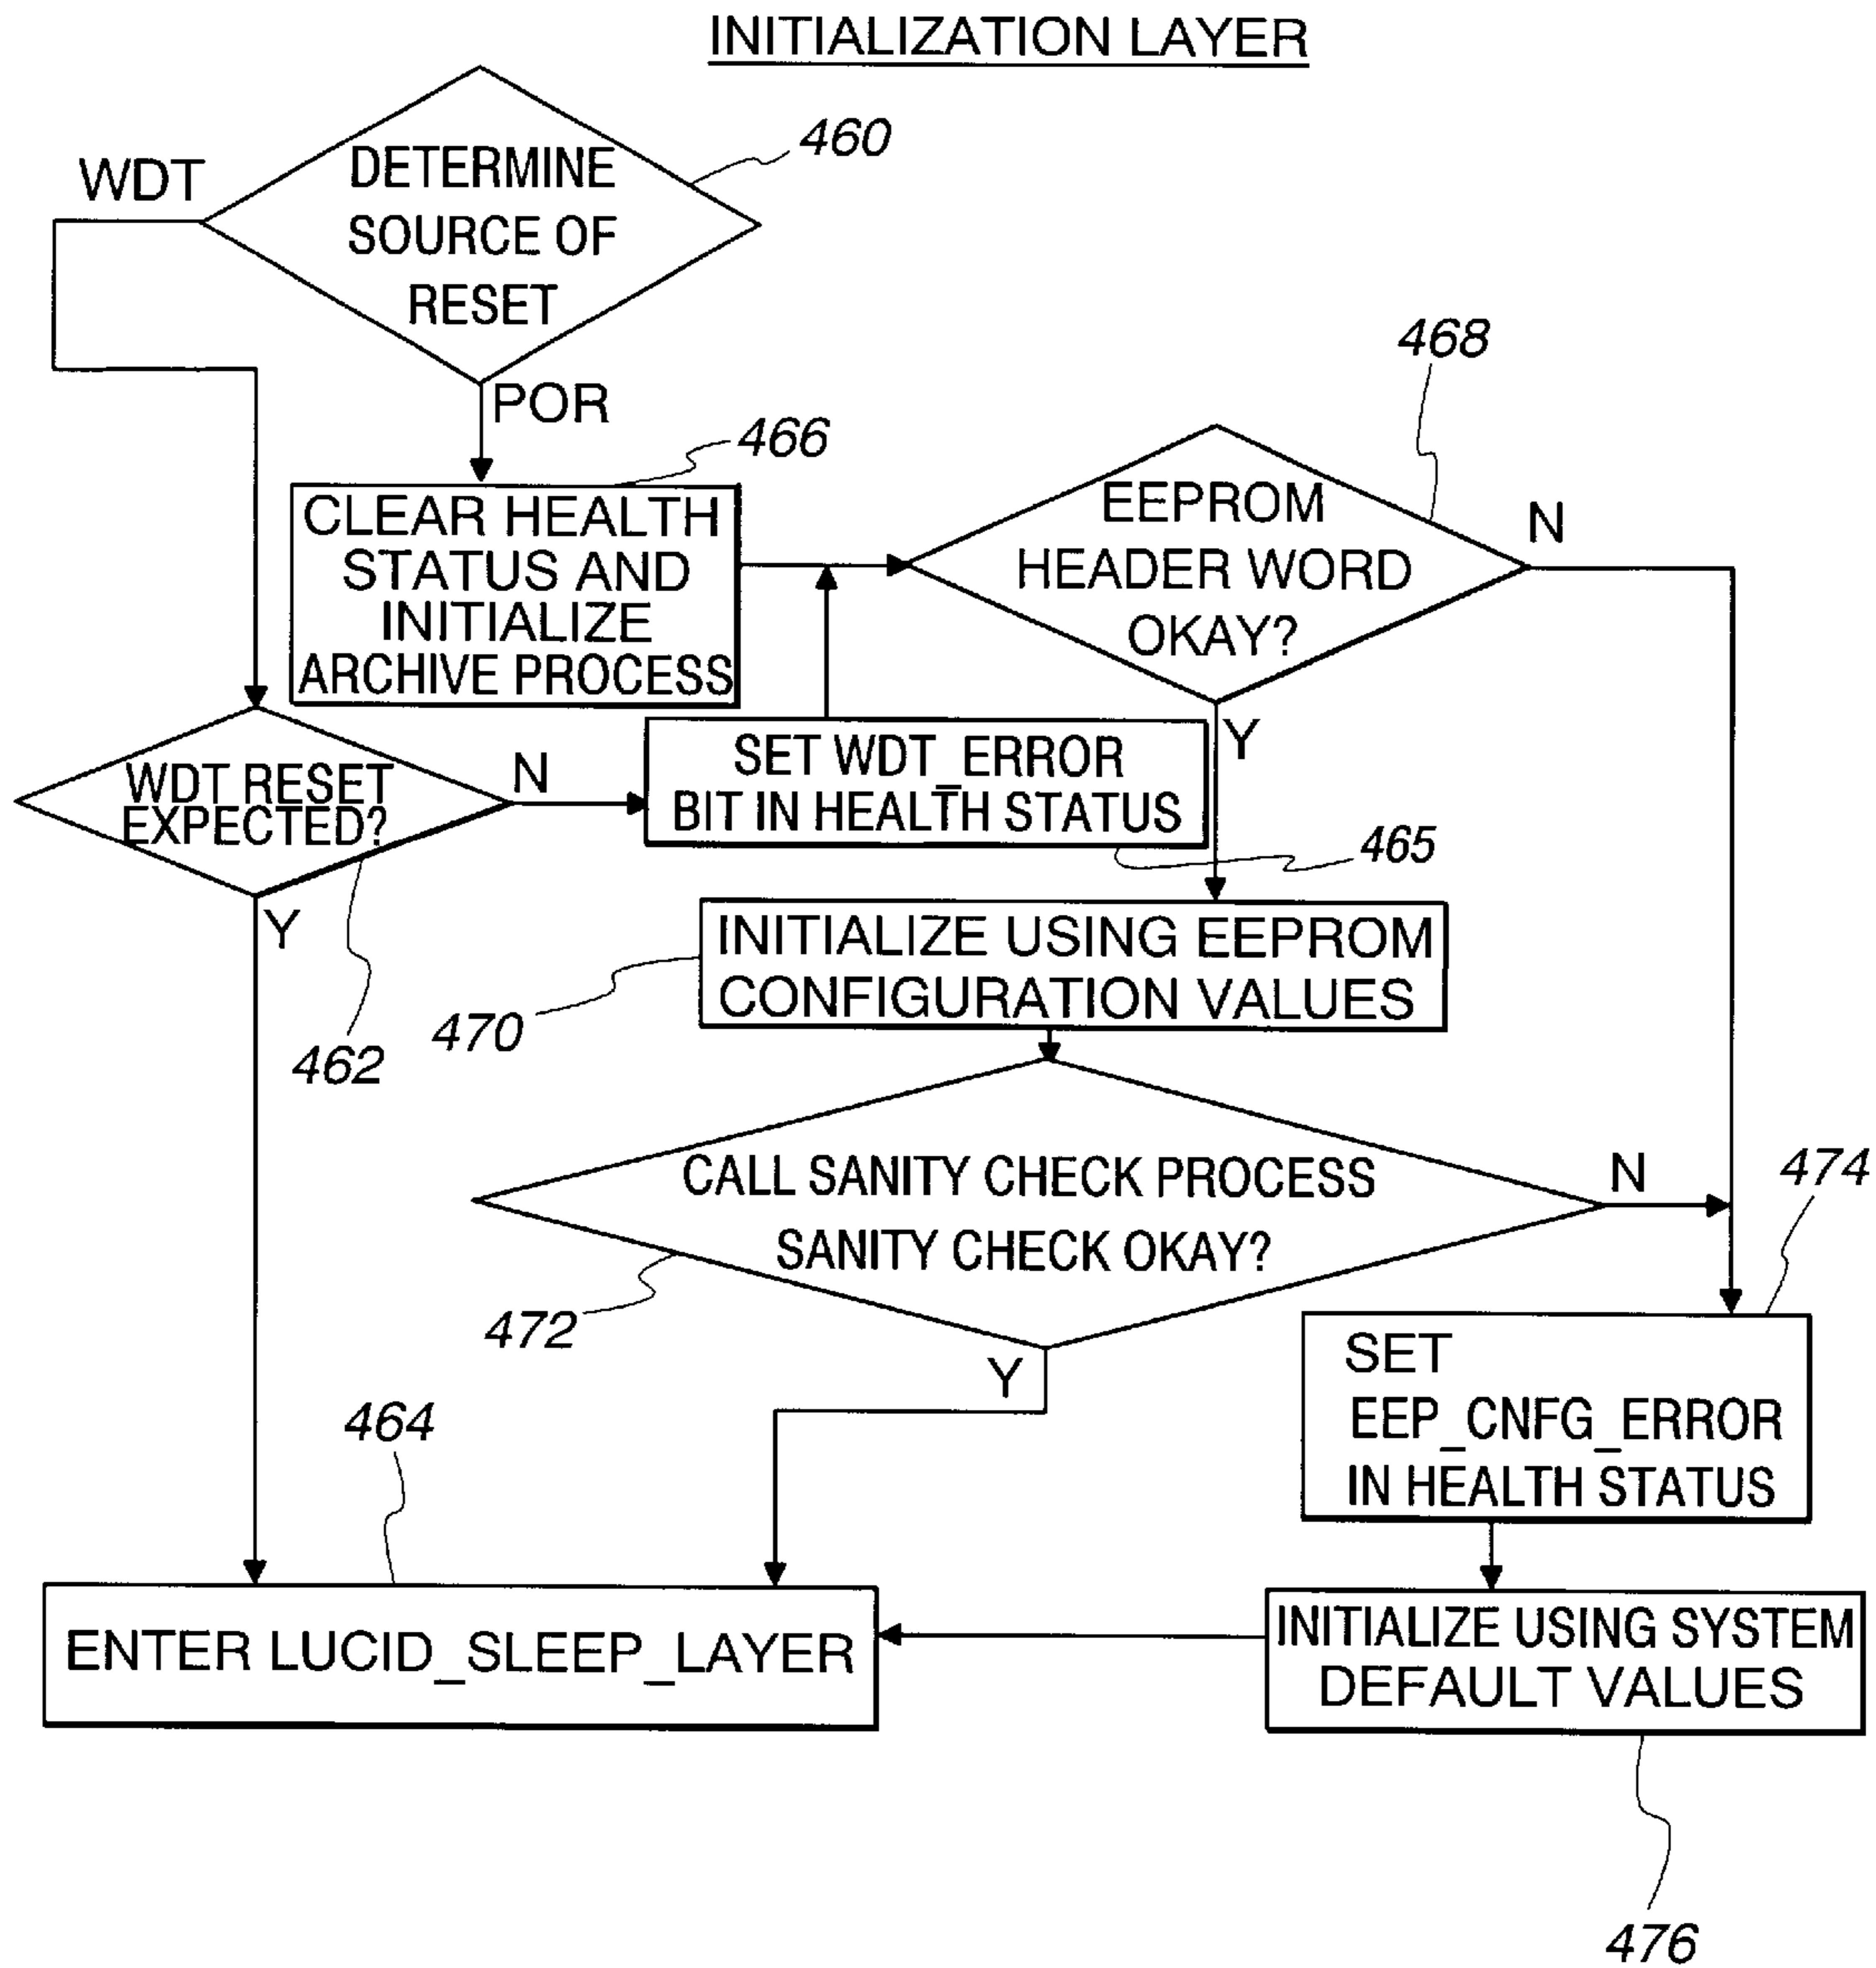 INITIALIZATION LAYER
460
WDT
DETERMINE
SOURCE OF
RESET
POR
466
468
CLEAR HEALTH
STATUS AND
INITIALIZE
ARCHIVE PROCESS
EEPROM
HEADER WORD
OKAY?
N
Y
WDT RESET
EXPECTED?
N
SET WDT_ERROR
BIT IN HEALTH STATUS
465
Y
462
INITIALIZE USING EEPROM
CONFIGURATION VALUES
470
CALL SANITY CHECK PROCESS
SANITY CHECK OKAY?
N
474
472
Y
SET
EEP_CNFG_ERROR
IN HEALTH STATUS
464
ENTER LUCID_SLEEP_LAYER
INITIALIZE USING SYSTEM
DEFAULT VALUES
476